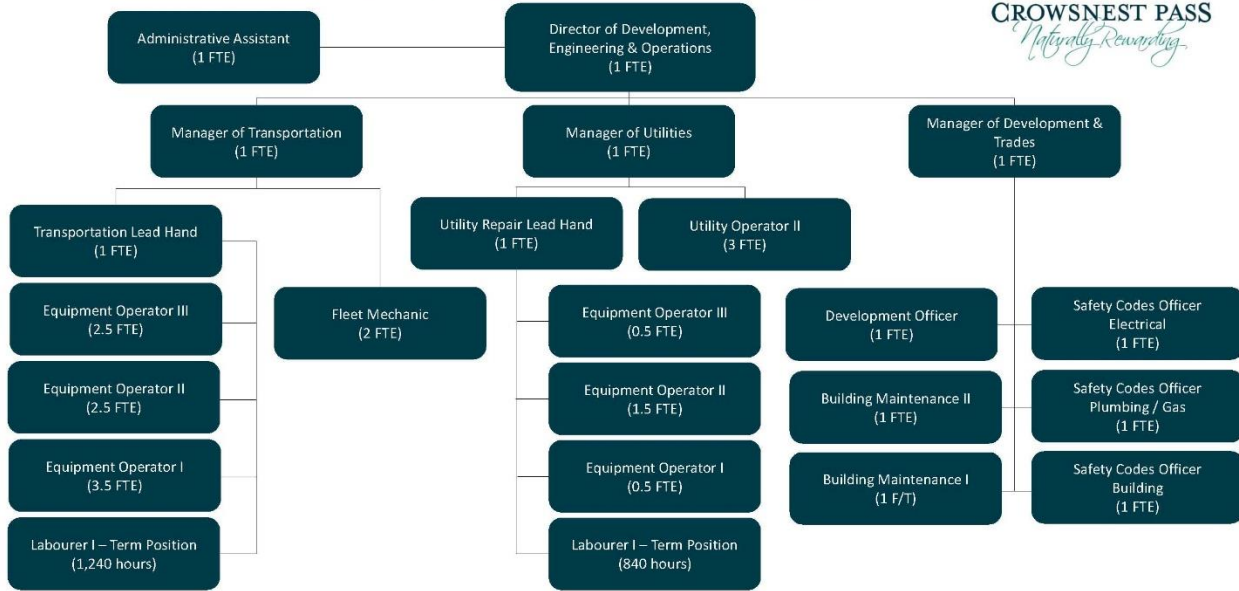 CROWSNEST PASS
Naturally Rewarding
Administrative Assistant
(1 FTE)
Director of Development,
Engineering & Operations
(1 FTE)
Manager of Transportation
(1 FTE)
Manager of Utilities
(1 FTE)
Manager of Development &
Trades
(1 FTE)
Transportation Lead Hand
(1 FTE)
Equipment Operator III
(2.5 FTE)
Equipment Operator II
(2.5 FTE)
Equipment Operator I
(3.5 FTE)
Labourer I – Term Position
(1,240 hours)
Fleet Mechanic
(2 FTE)
Utility Repair Lead Hand
(1 FTE)
Utility Operator II
(3 FTE)
Equipment Operator III
(0.5 FTE)
Equipment Operator II
(1.5 FTE)
Equipment Operator I
(0.5 FTE)
Labourer I – Term Position
(840 hours)
Development Officer
(1 FTE)
Building Maintenance II
(1 FTE)
Building Maintenance I
(1 F/T)
Safety Codes Officer
Electrical
(1 FTE)
Safety Codes Officer
Plumbing / Gas
(1 FTE)
Safety Codes Officer
Building
(1 FTE)